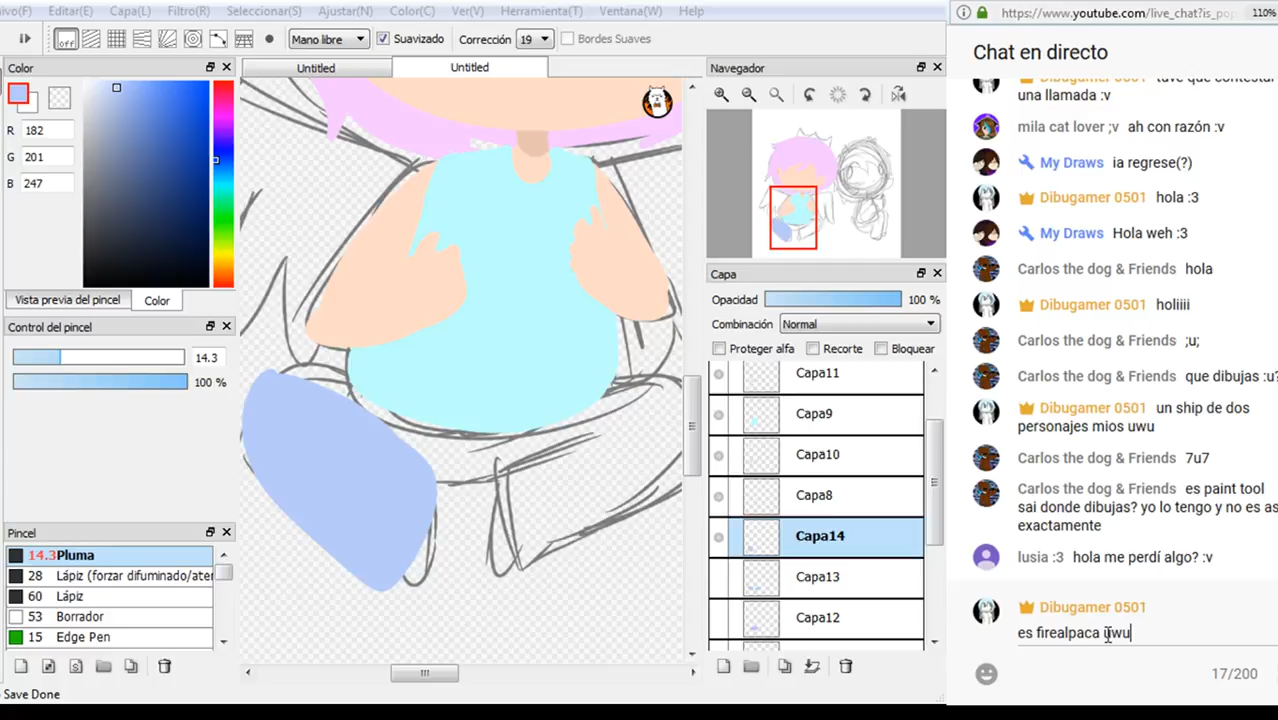 ivo(F) Editar(E) Capa(L) Filtro(R) Seleccionar(S) Ajustar(N) Color(C) Ver(V) Herramienta(T) Ventana(W) Help
off Mano libre Suavizado Corrección 19 Bordes Suaves
Color
R 182
G 201
B 247
Vista previa del pincel Color
Control del pincel
14.3
100 %
Pincel
14.3 Pluma
28 Lápiz (forzar difuminado/ater
60 Lápiz
53 Borrador
15 Edge Pen
Save Done
Untitled Untitled
Navegador
Capa
Opacidad 100 %
Combinación Normal
Proteger alfa Recorte Bloquear
Capa11
Capa9
Capa10
Capa8
Capa14
Capa13
Capa12
https://www.youtube.com/live_chat?is_pop 110%
Chat en directo
Dibugamer 0501 tuve que contestar
una llamada :v
mila cat lover ;v ah con razón :v
My Draws ia regrese(?)
Dibugamer 0501 hola :3
My Draws Hola weh :3
Carlos the dog & Friends hola
Dibugamer 0501 holiiii
Carlos the dog & Friends ;u;
Carlos the dog & Friends que dibujas :u?
Dibugamer 0501 un ship de dos
personajes mios uwu
Carlos the dog & Friends 7u7
Carlos the dog & Friends es paint tool
sai donde dibujas? yo lo tengo y no es as
exactamente
lusia :3 hola me perdí algo? :v
Dibugamer 0501
es firealpaca uwu
17/200